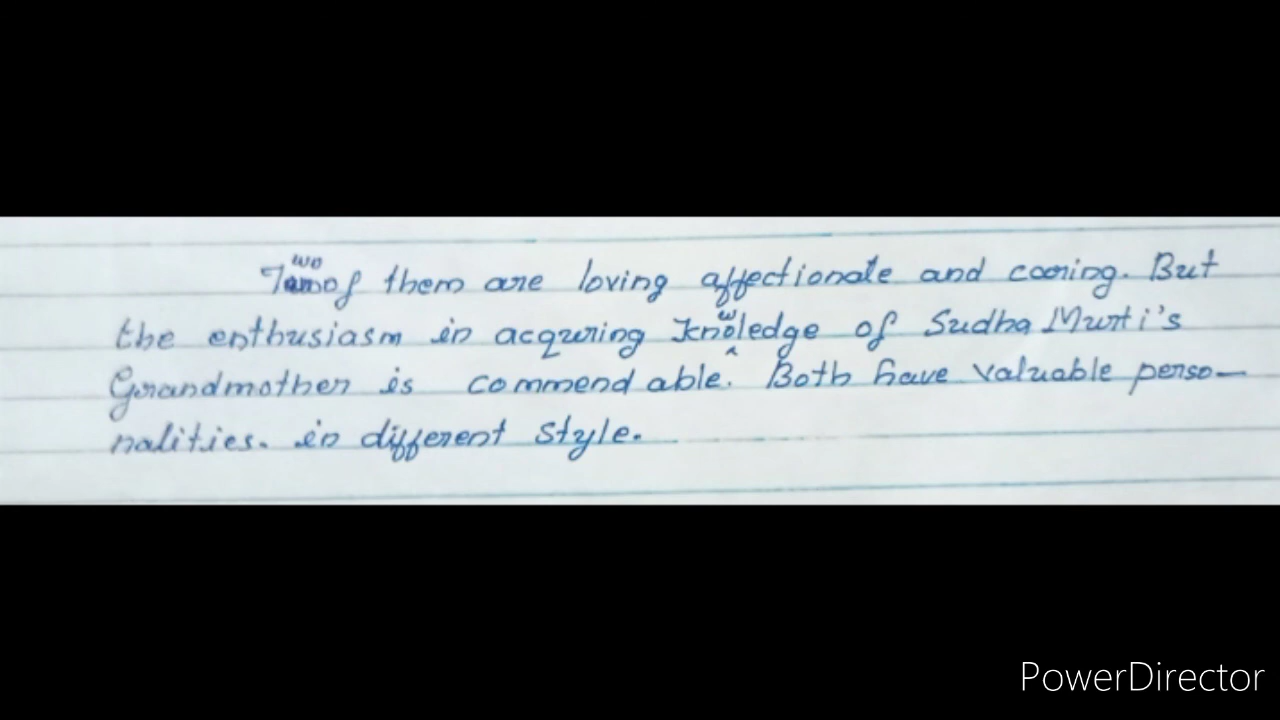 Two of them are loving affectionate and caring. But
the enthusiasm in acquring knowledge of Sudha Murti's
Grandmother is commendable. Both have valuable perso-
nalities. in different style.
PowerDirector